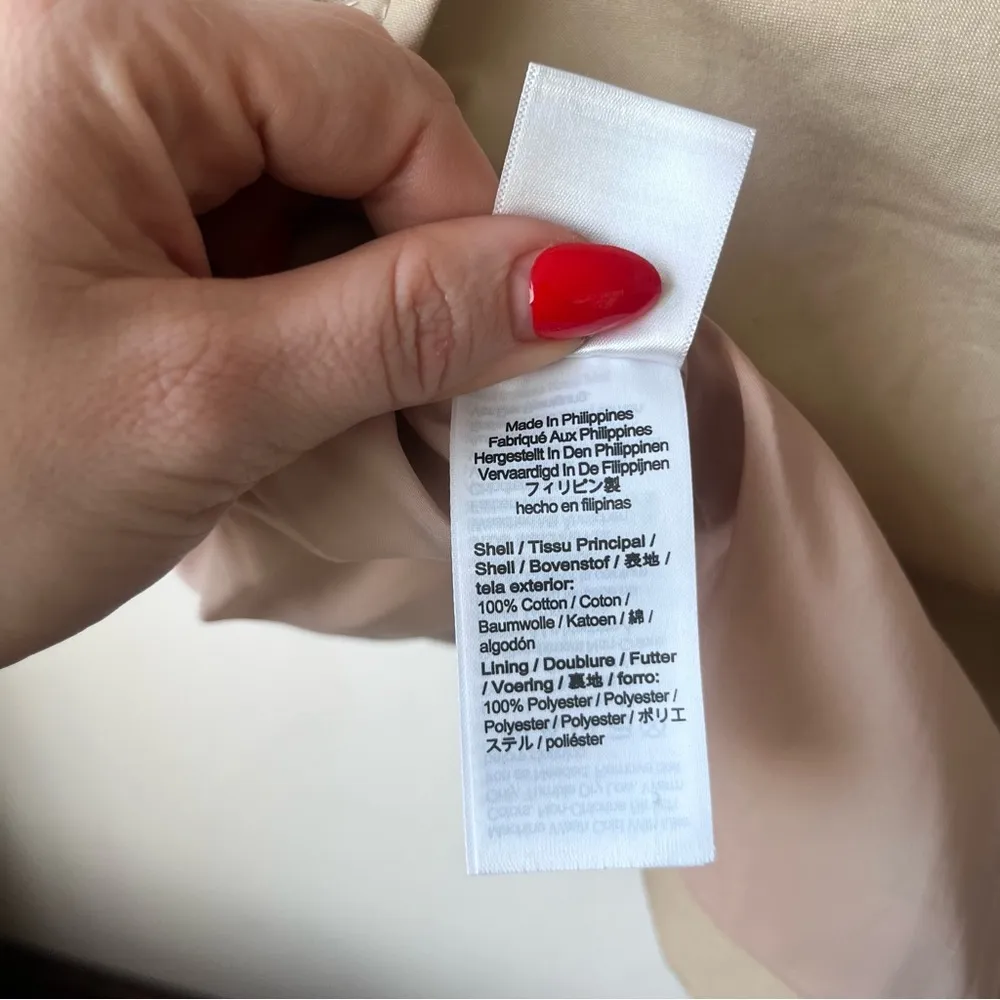 Made In Philippines
Fabriqué Aux Philippines
Hergestellt In Den Philippinen
Vervaardigd In De Filippijnen
フィリピン製
hecho en filipinas
Shell / Tissu Principal /
Shell / Bovenstof / 表地 /
tela exterior:
100% Cotton / Coton /
Baumwolle / Katoen / 綿 /
algodón
Lining / Doublure / Futter
/ Voering / 裏地 / forro:
100% Polyester / Polyester /
Polyester / Polyester / ポリエ
ステル / poliéster